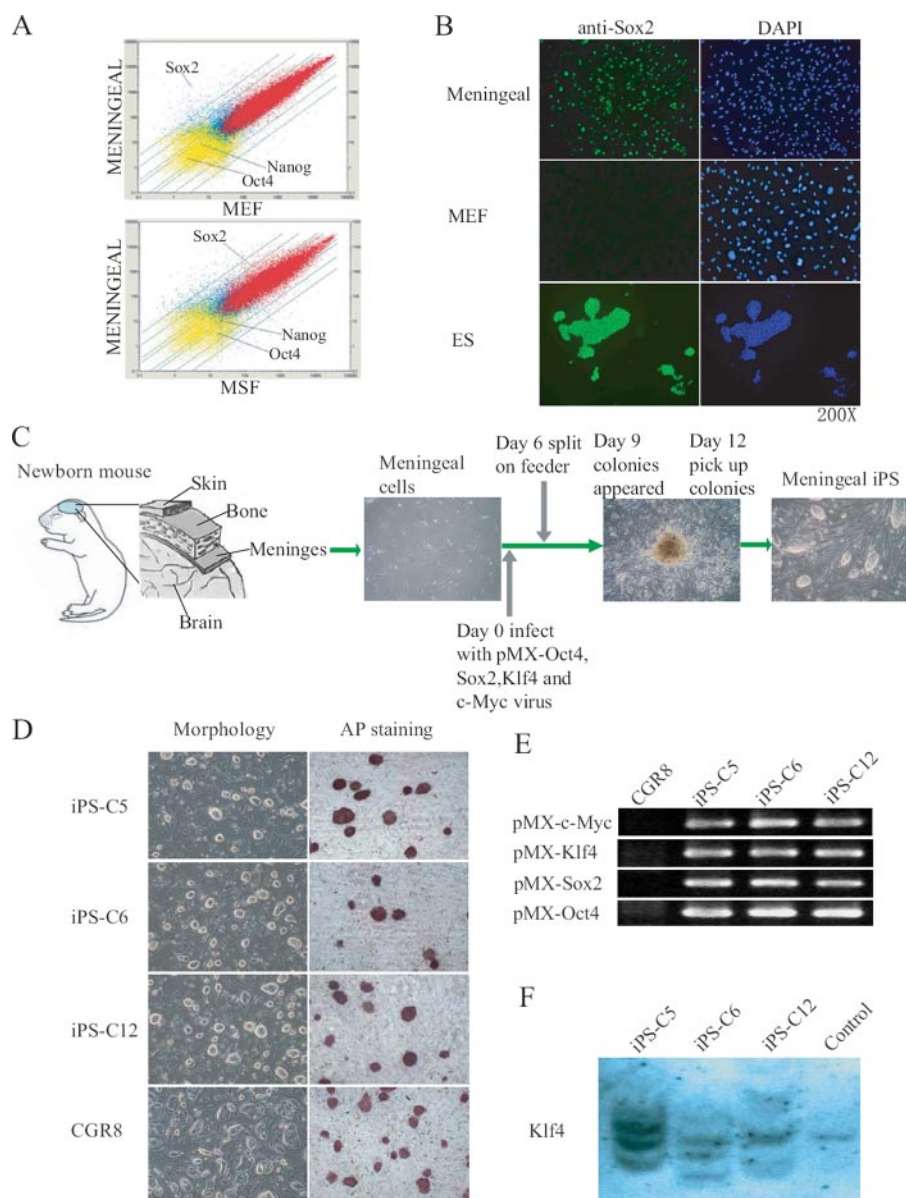 A
MENINGEAL
Sox2
Nanog
Oct4
MEF
MENINGEAL
Sox2
Nanog
Oct4
MSF
B
anti-Sox2
DAPI
Meningeal
MEF
ES
200X
C
Newborn mouse
Skin
Bone
Meninges
Brain
Meningeal
cells
Day 6 split
on feeder
Day 0 infect
with pMX-Oct4,
Sox2,Klf4 and
c-Myc virus
Day 9
colonies
appeared
Day 12
pick up
colonies
Meningeal iPS
D
Morphology
AP staining
iPS-C5
iPS-C6
iPS-C12
CGR8
E
CGR8
iPS-C5
iPS-C6
iPS-C12
pMX-c-Myc
pMX-Klf4
pMX-Sox2
pMX-Oct4
F
iPS-C5
iPS-C6
iPS-C12
Control
Klf4